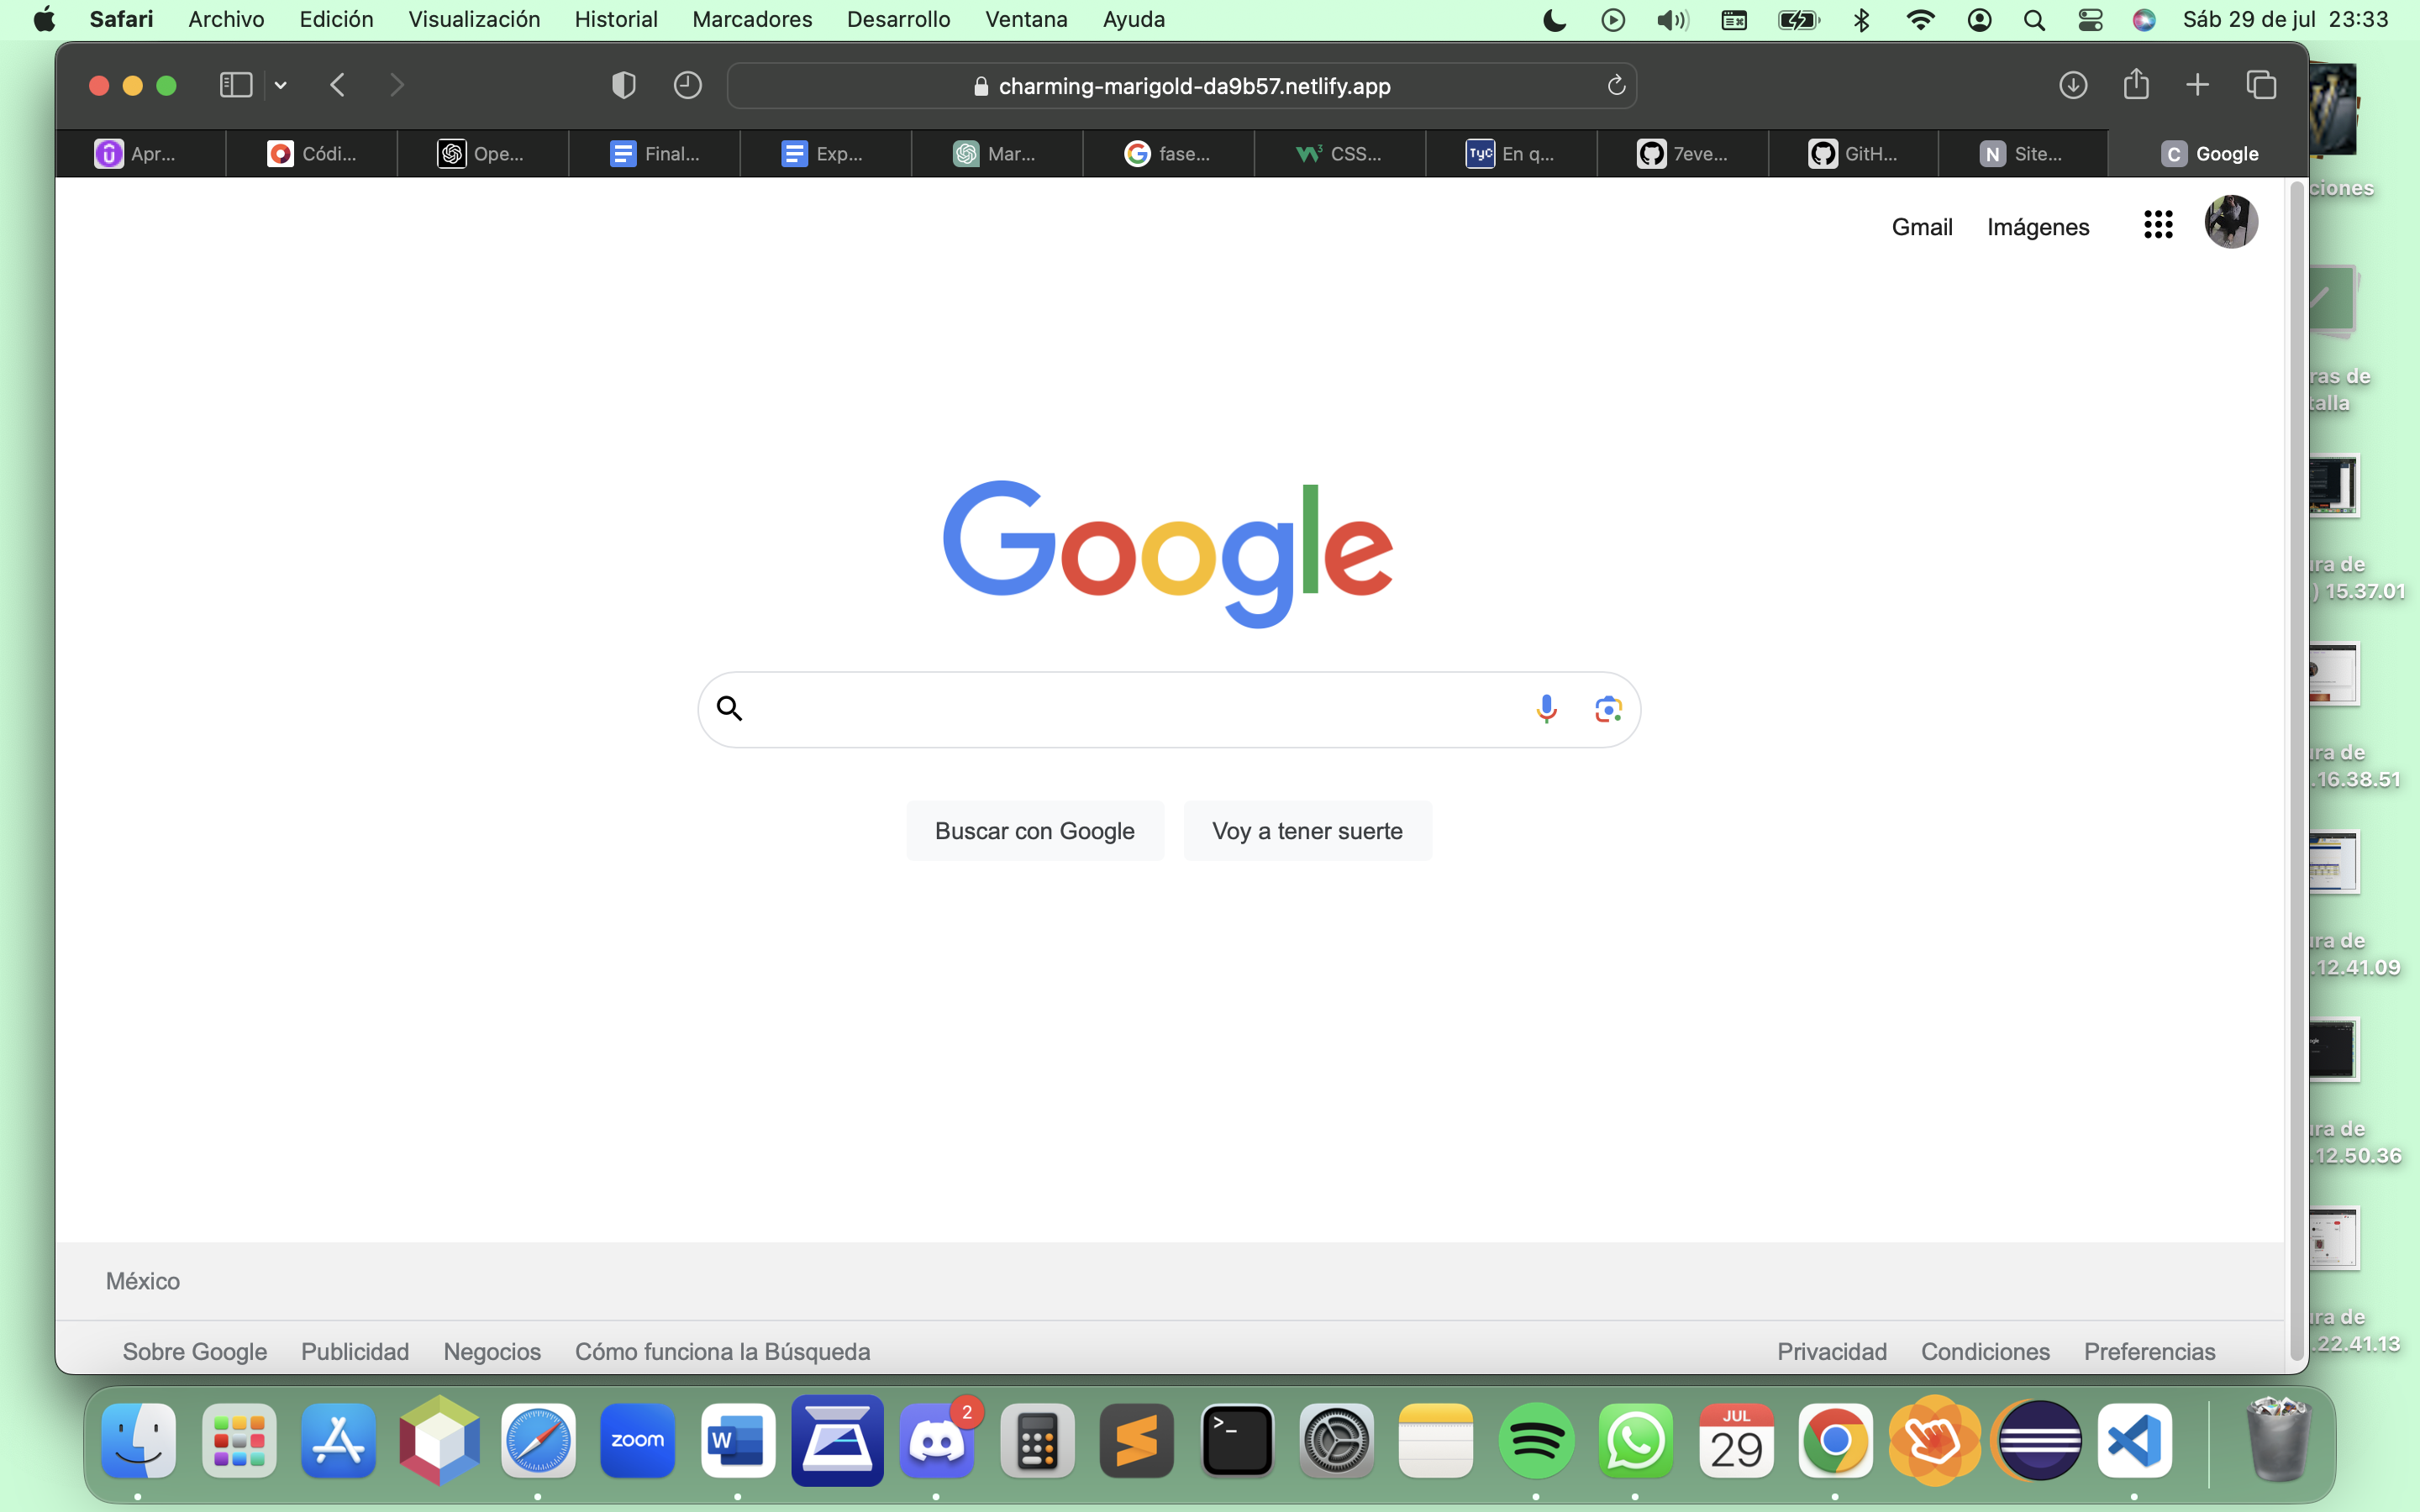 Safari Archivo Edición Visualización Historial Marcadores Desarrollo Ventana Ayuda Sáb 29 de jul 23:33
charming-marigold-da9b57.netlify.app
Apr... Códi... Ope... Final... Exp... Mar... fase... CSS... TyC En q... 7eve... GitH... N Site... C Google
Gmail Imágenes
Google
Buscar con Google Voy a tener suerte
México
Sobre Google Publicidad Negocios Cómo funciona la Búsqueda Privacidad Condiciones Preferencias
ciones
ras de
talla
ura de
) 15.37.01
ura de
.16.38.51
ura de
.12.41.09
ura de
.12.50.36
ura de
.22.41.13
zoom W 2 >_ JUL
29